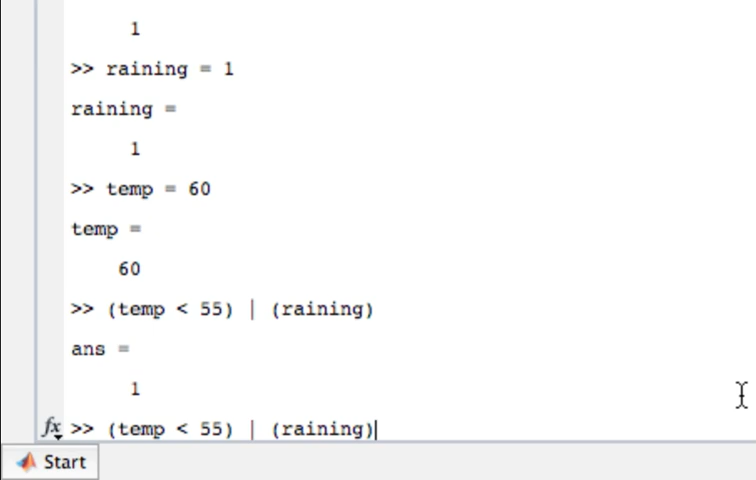 1
>> raining = 1
raining =
1
>> temp = 60
temp =
60
>> (temp < 55) | (raining)
ans =
1
fx >> (temp < 55) | (raining)
Start